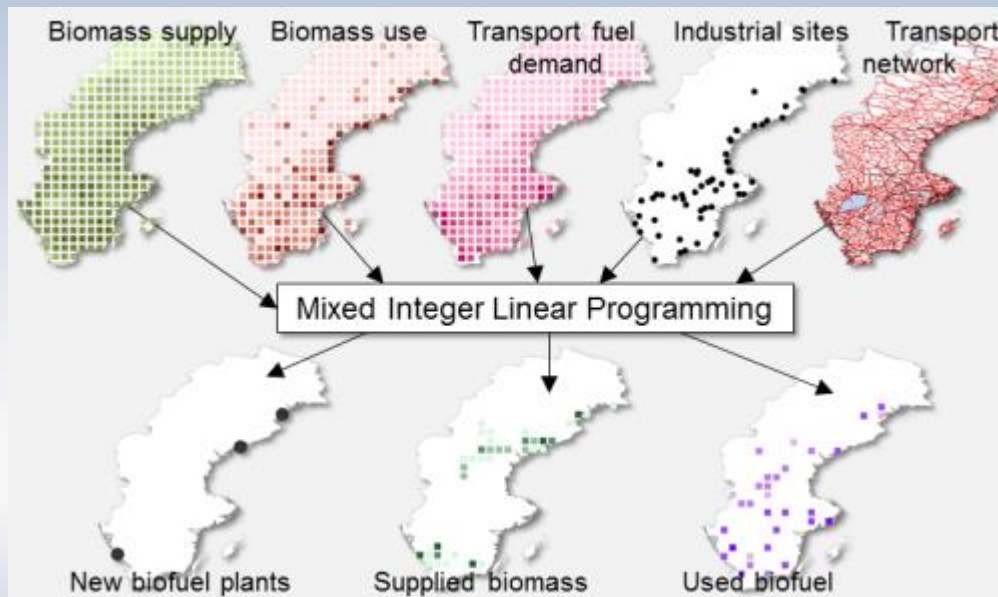 Biomass supply
Biomass use
Transport fuel
demand
Industrial sites
Transport
network
Mixed Integer Linear Programming
New biofuel plants
Supplied biomass
Used biofuel